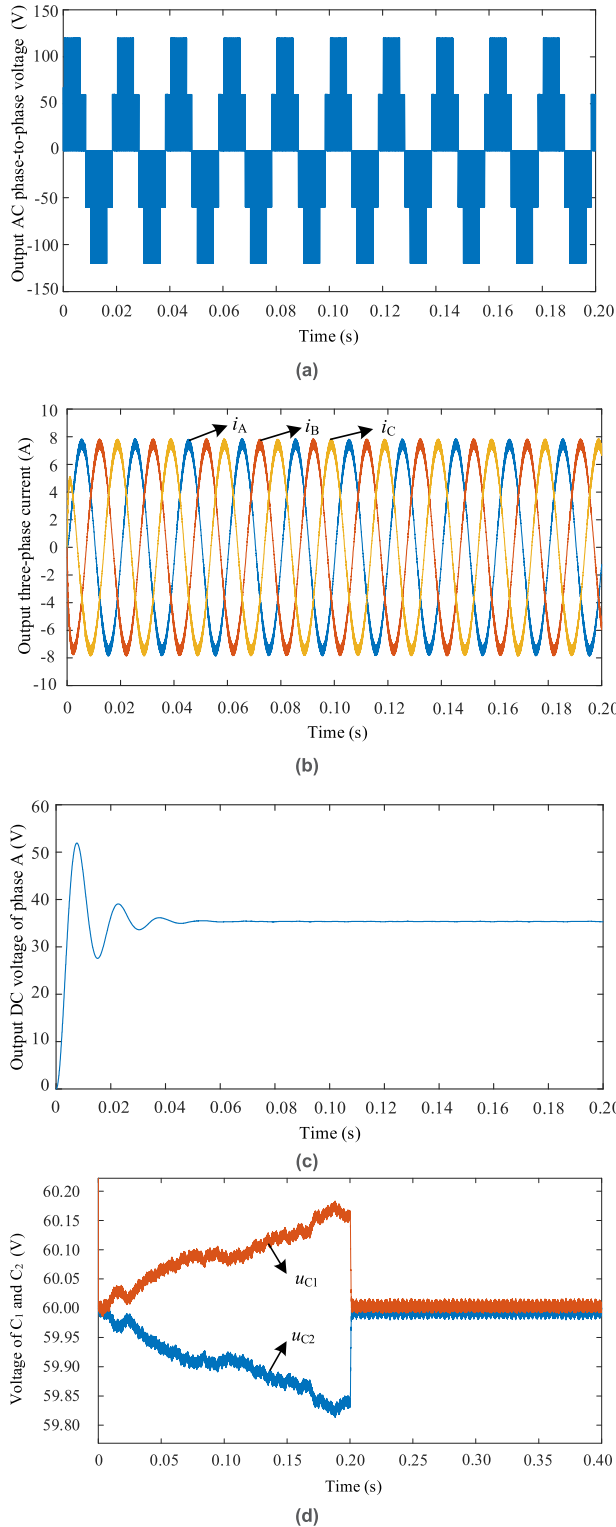 Output AC phase-to-phase voltage (V)
150
100
50
0
-50
-100
-150
0 0.02 0.04 0.06 0.08 0.10 0.12 0.14 0.16 0.18 0.20
Time (s)
(a)
Output three-phase current (A)
10
8
6
4
2
0
-2
-4
-6
-8
-10
iA
iB
iC
0 0.02 0.04 0.06 0.08 0.10 0.12 0.14 0.16 0.18 0.20
Time (s)
(b)
Output DC voltage of phase A (V)
60
50
40
30
20
10
0
0 0.02 0.04 0.06 0.08 0.10 0.12 0.14 0.16 0.18 0.20
Time (s)
(c)
Voltage of C1 and C2 (V)
60.20
60.15
60.10
60.05
60.00
59.95
59.90
59.85
59.80
uC1
uC2
0 0.05 0.10 0.15 0.20 0.25 0.30 0.35 0.40
Time (s)
(d)